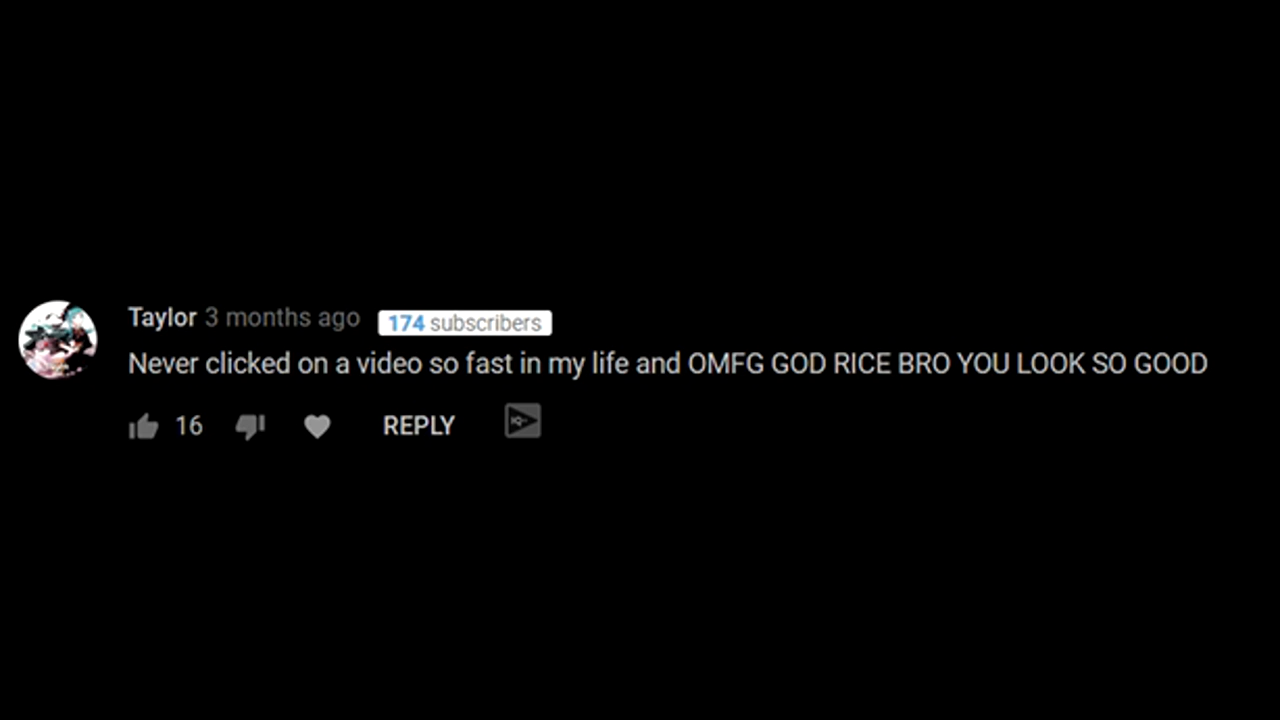 Taylor 3 months ago 174 subscribers
Never clicked on a video so fast in my life and OMFG GOD RICE BRO YOU LOOK SO GOOD
16 REPLY